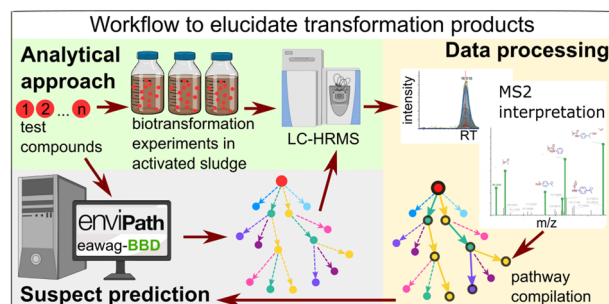 Workflow to elucidate transformation products
Analytical
approach
1 2 ... n
test
compounds
biotransformation
experiments in
activated sludge
LC-HRMS
Data processing
intensity
RT
MS2
interpretation
m/z
enviPath
eawag-BBD
Suspect prediction
pathway
compilation